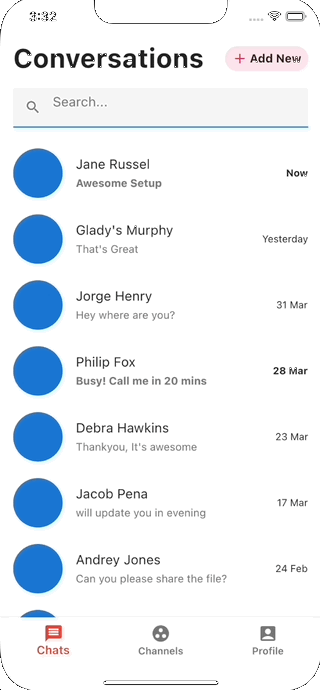 3:32
Conversations
+ Add New
Search...
Jane Russel
Awesome Setup
Now
Glady's Murphy
That's Great
Yesterday
Jorge Henry
Hey where are you?
31 Mar
Philip Fox
Busy! Call me in 20 mins
28 Mar
Debra Hawkins
Thankyou, It's awesome
23 Mar
Jacob Pena
will update you in evening
17 Mar
Andrey Jones
Can you please share the file?
24 Feb
Chats
Channels
Profile